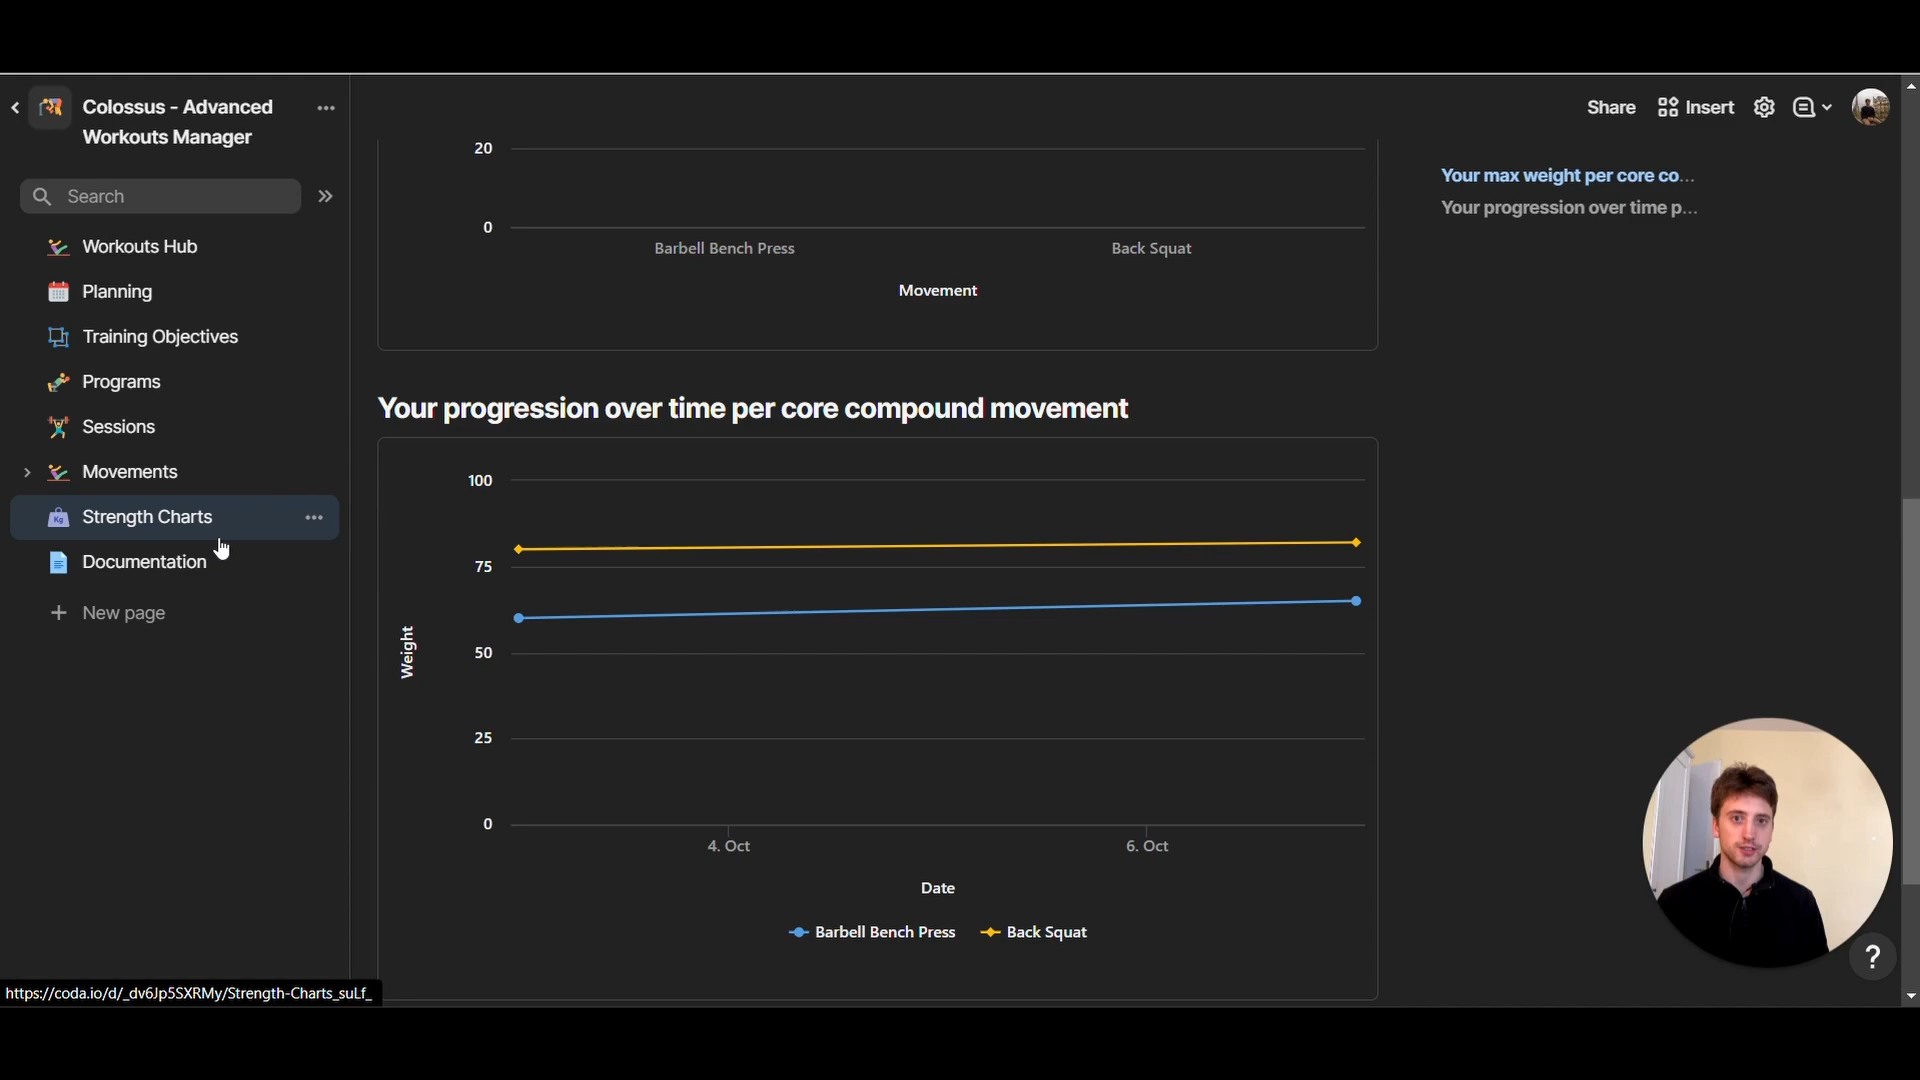 Colossus - Advanced
Workouts Manager
Search
Workouts Hub
Planning
Training Objectives
Programs
Sessions
Movements
Strength Charts
Documentation
New page
Share
Insert
20
0
Barbell Bench Press
Back Squat
Movement
Your progression over time per core compound movement
100
75
50
25
0
Weight
4. Oct
6. Oct
Date
Barbell Bench Press
Back Squat
Your max weight per core co...
Your progression over time p...
?
https://coda.io/d/_dv6Jp5SXRMy/Strength-Charts_suLf_